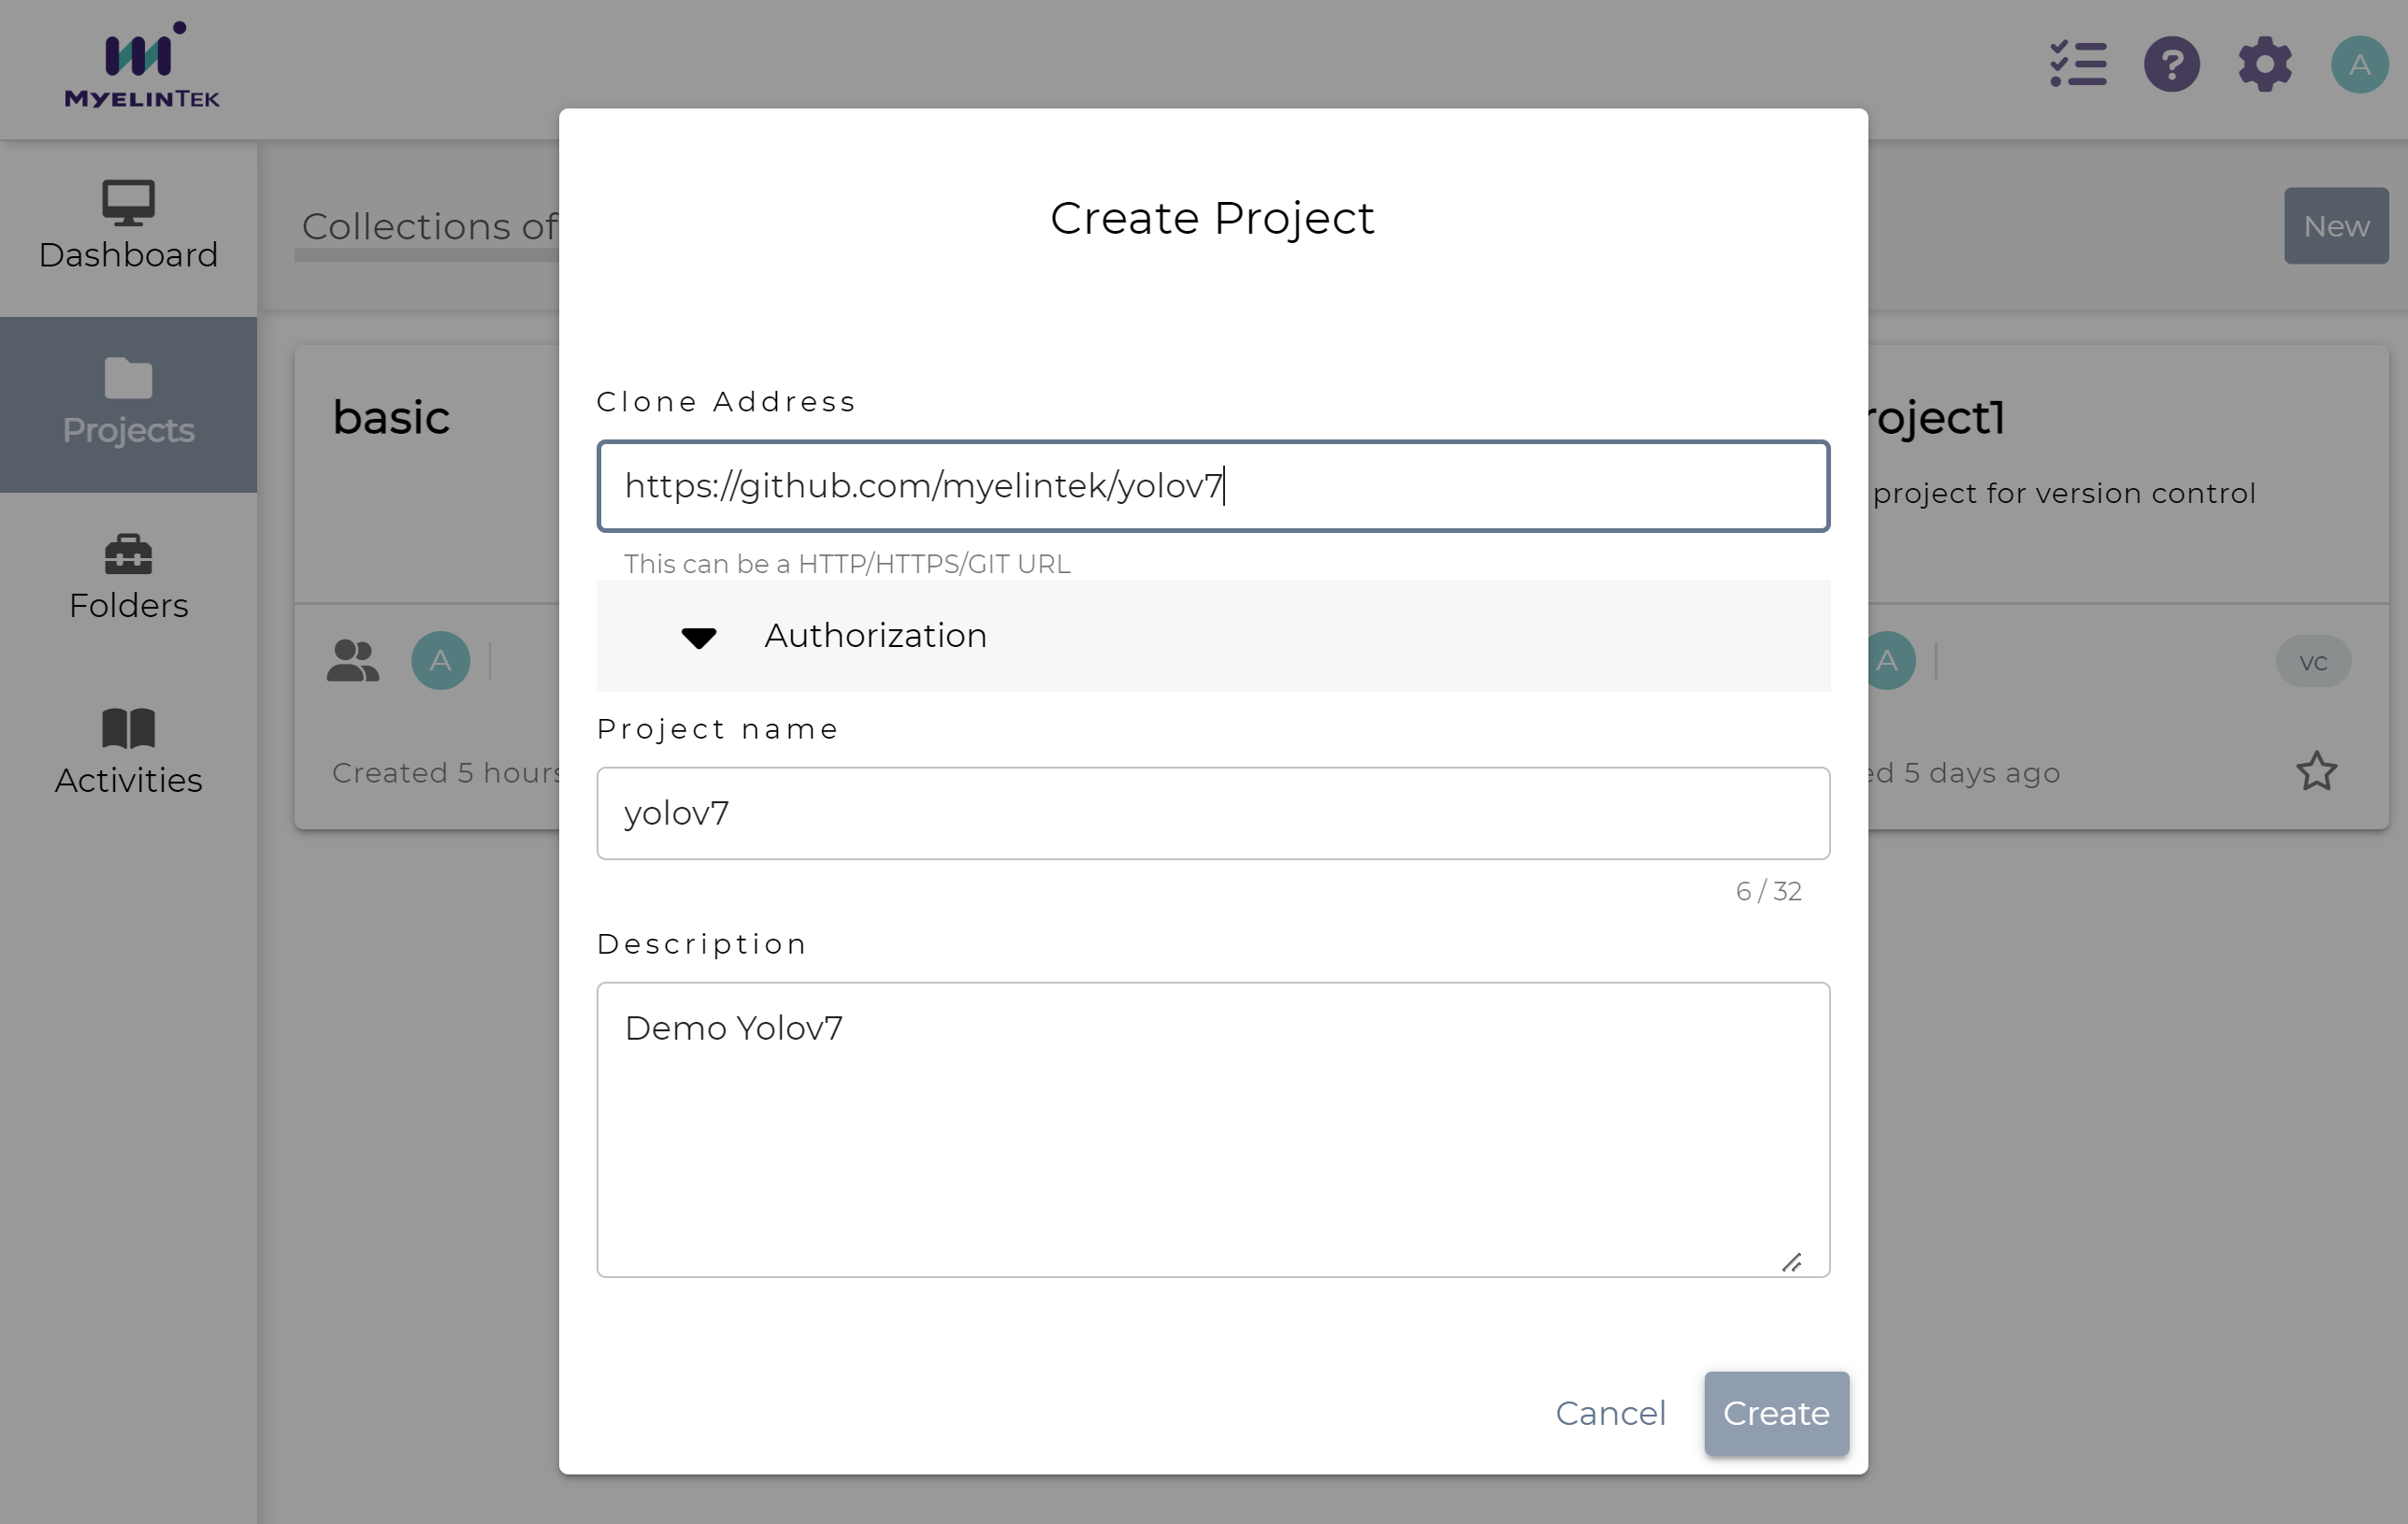 MYELINTEK
A
Dashboard
Projects
Folders
Activities
Collections of
New
basic
A
Created 5 hours
roject1
project for version control
A
vc
ed 5 days ago
Create Project
Clone Address
https://github.com/myelintek/yolov7
This can be a HTTP/HTTPS/GIT URL
Authorization
Project name
yolov7
6 / 32
Description
Demo Yolov7
Cancel
Create